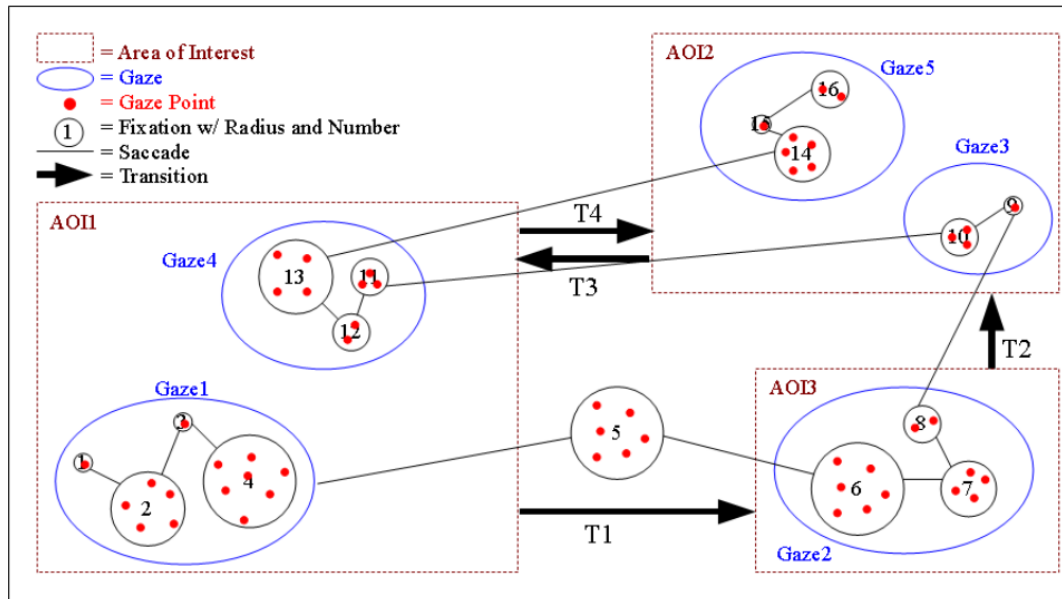 = Area of Interest
= Gaze
= Gaze Point
1 = Fixation w/ Radius and Number
= Saccade
= Transition
AOI2
Gaze5
16
15
14
Gaze3
9
10
AOI1
Gaze4
13
11
12
T4
T3
T2
Gaze1
1
2
3
4
5
T1
AOI3
8
6
7
Gaze2